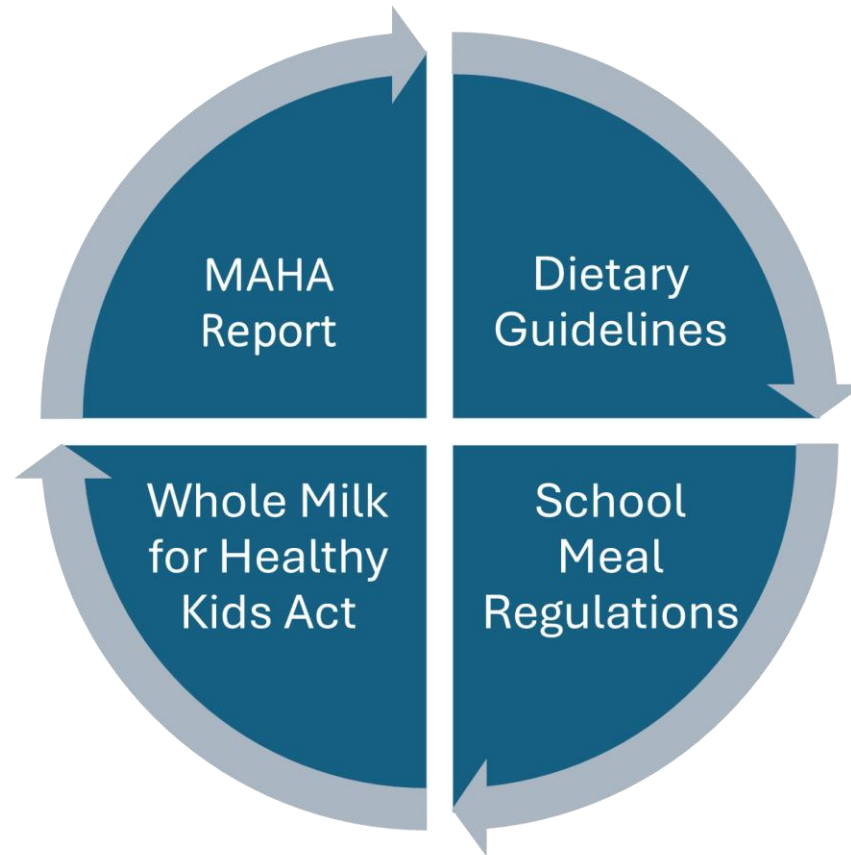 MAHA
Report
Dietary
Guidelines
Whole Milk
for Healthy
Kids Act
School
Meal
Regulations